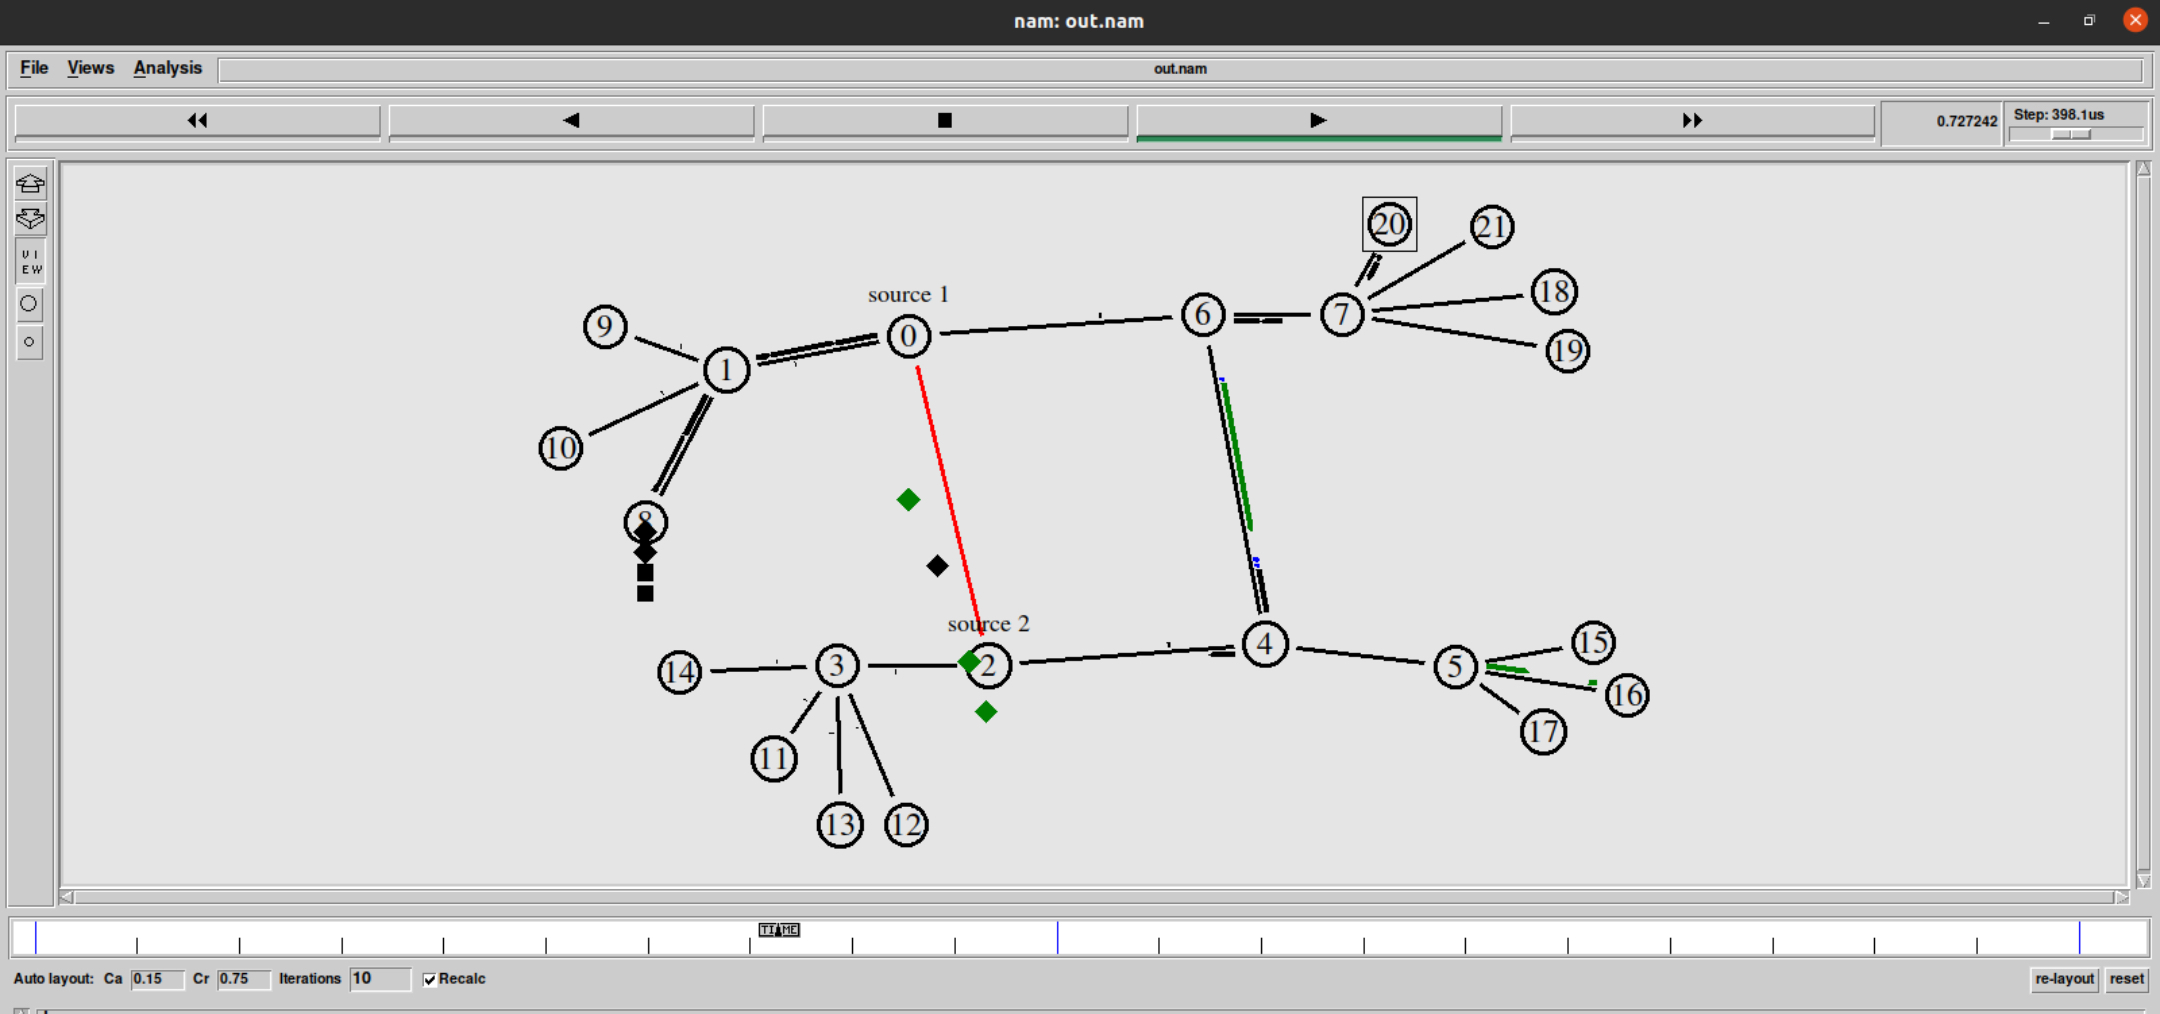 nam: out.nam
File Views Analysis out.nam
0.727242 Step: 398.1us
VI
EW
20
21
18
source 1
6
7
9
0
19
1
10
8
source 2
4
15
14
3
2
5
16
17
11
13
12
TIME
Auto layout: Ca 0.15 Cr 0.75 Iterations 10 Recalc re-layout reset